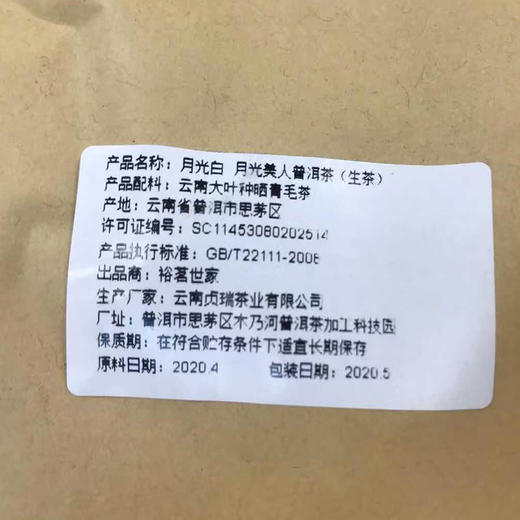 产品名称：月光白 月光美人普洱茶（生茶）
产品配料：云南大叶种晒青毛茶
产地：云南省普洱市思茅区
许可证编号：SC11453080202514
产品执行标准：GB/T22111-2008
出品商：裕茗世家
生产厂家：云南贞瑞茶业有限公司
厂址：普洱市思茅区木乃河普洱茶加工科技园
保质期：在符合贮存条件下适宜长期保存
原料日期：2020.4 包装日期：2020.5